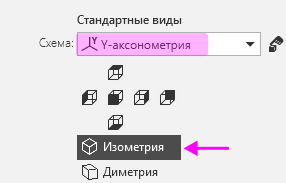 Стандартные виды
Схема: Y-аксонометрия
Изометрия
Диметрия